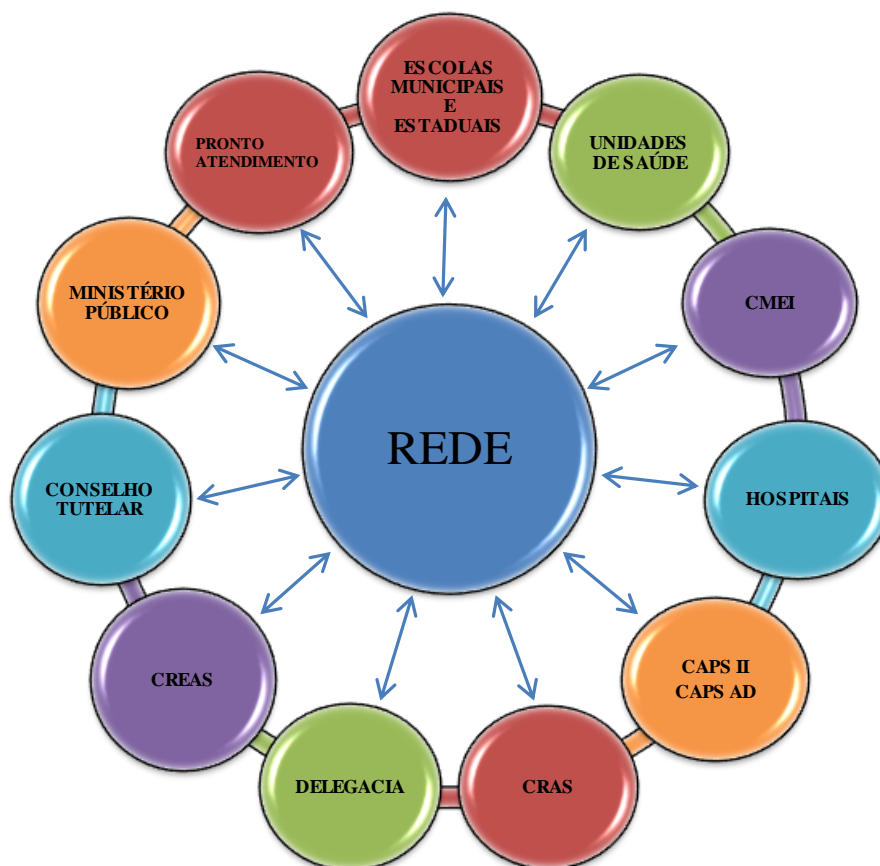 ESCOLAS
MUNICIPAIS
E
ESTADUAIS
UNIDADES
DE SAÚDE
CMEI
HOSPITAIS
CAPS II
CAPS AD
CRAS
DELEGACIA
CREAS
CONSELHO
TUTELAR
MINISTÉRIO
PÚBLICO
PRONTO
ATENDIMENTO
REDE